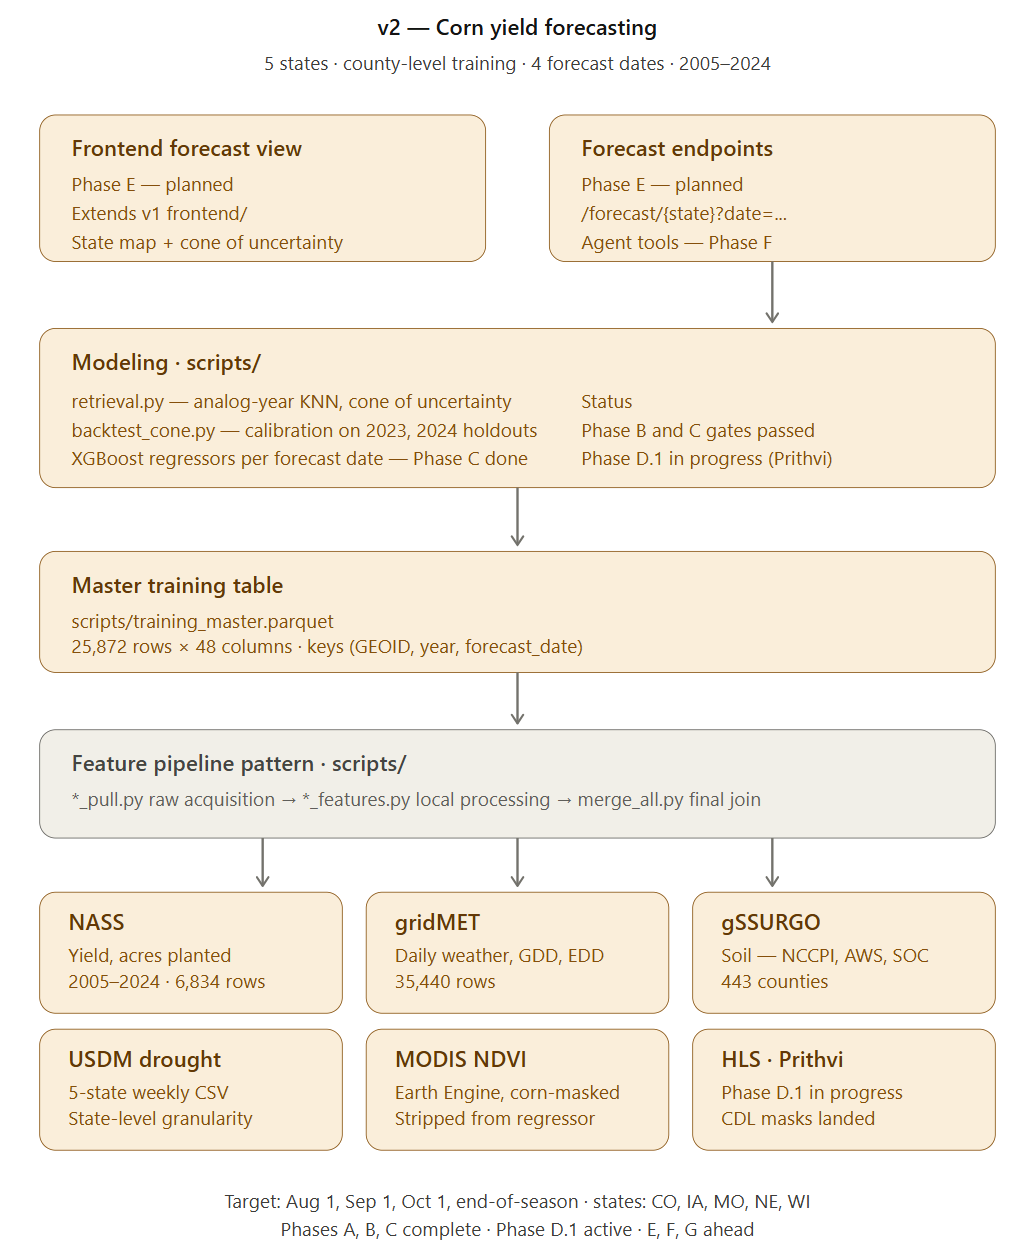 v2 — Corn yield forecasting
5 states · county-level training · 4 forecast dates · 2005–2024
Frontend forecast view
Phase E — planned
Extends v1 frontend/
State map + cone of uncertainty
Forecast endpoints
Phase E — planned
/forecast/{state}?date=...
Agent tools — Phase F
Modeling · scripts/
retrieval.py — analog-year KNN, cone of uncertainty
backtest_cone.py — calibration on 2023, 2024 holdouts
XGBoost regressors per forecast date — Phase C done
Status
Phase B and C gates passed
Phase D.1 in progress (Prithvi)
Master training table
scripts/training_master.parquet
25,872 rows × 48 columns · keys (GEOID, year, forecast_date)
Feature pipeline pattern · scripts/
*_pull.py raw acquisition → *_features.py local processing → merge_all.py final join
NASS
Yield, acres planted
2005–2024 · 6,834 rows
gridMET
Daily weather, GDD, EDD
35,440 rows
gSSURGO
Soil — NCCPI, AWS, SOC
443 counties
USDM drought
5-state weekly CSV
State-level granularity
MODIS NDVI
Earth Engine, corn-masked
Stripped from regressor
HLS · Prithvi
Phase D.1 in progress
CDL masks landed
Target: Aug 1, Sep 1, Oct 1, end-of-season · states: CO, IA, MO, NE, WI
Phases A, B, C complete · Phase D.1 active · E, F, G ahead